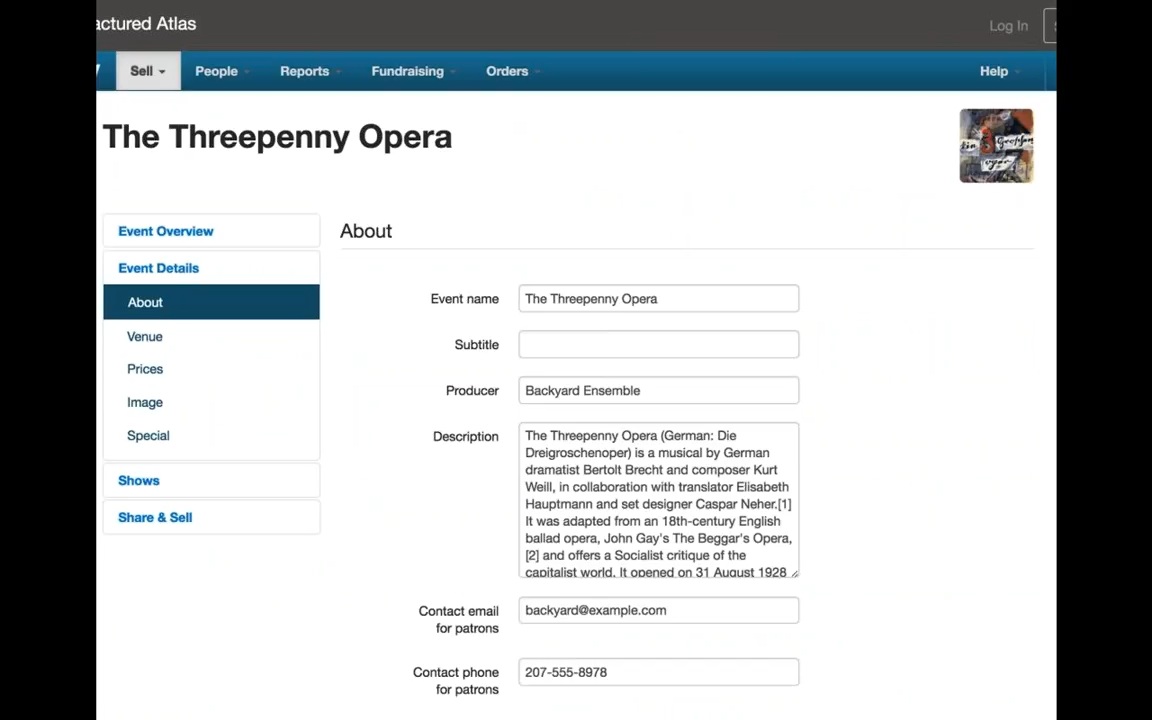 actured Atlas
Log In
Sell
People
Reports
Fundraising
Orders
Help
The Threepenny Opera
Event Overview
Event Details
About
Venue
Prices
Image
Special
Shows
Share & Sell
About
Event name
The Threepenny Opera
Subtitle
Producer
Backyard Ensemble
Description
The Threepenny Opera (German: Die
Dreigroschenoper) is a musical by German
dramatist Bertolt Brecht and composer Kurt
Weill, in collaboration with translator Elisabeth
Hauptmann and set designer Caspar Neher.[1]
It was adapted from an 18th-century English
ballad opera, John Gay's The Beggar's Opera,
[2] and offers a Socialist critique of the
capitalist world. It opened on 31 August 1928
Contact email
for patrons
backyard@example.com
Contact phone
for patrons
207-555-8978